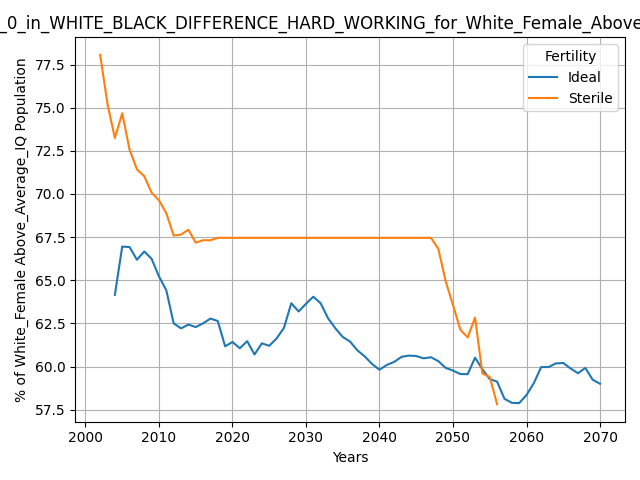 _0_in_WHITE_BLACK_DIFFERENCE_HARD_WORKING_for_White_Female_Above
% of White_Female Above_Average_IQ Population
77.5
75.0
72.5
70.0
67.5
65.0
62.5
60.0
57.5
Fertility
Ideal
Sterile
2000 2010 2020 2030 2040 2050 2060 2070
Years